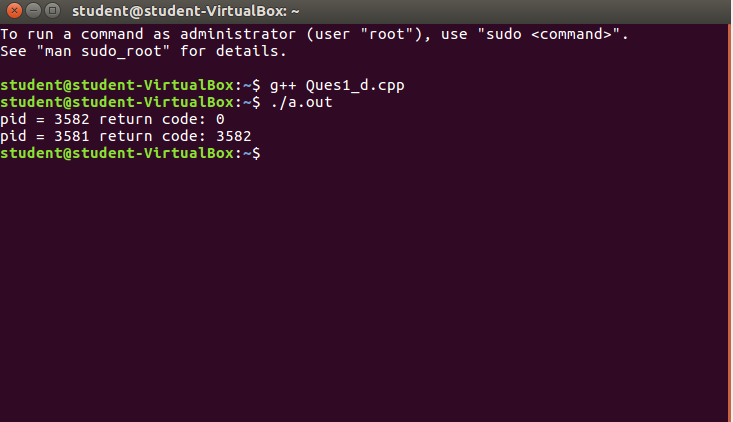 student@student-VirtualBox: ~
To run a command as administrator (user "root"), use "sudo <command>".
See "man sudo_root" for details.
student@student-VirtualBox:~$ g++ Ques1_d.cpp
student@student-VirtualBox:~$ ./a.out
pid = 3582 return code: 0
pid = 3581 return code: 3582
student@student-VirtualBox:~$